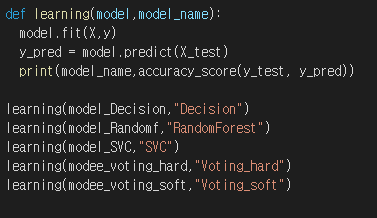 def learning(model,model_name):
  model.fit(X,y)
  y_pred = model.predict(X_test)
  print(model_name,accuracy_score(y_test, y_pred))

learning(model_Decision,"Decision")
learning(model_Randomf,"RandomForest")
learning(model_SVC,"SVC")
learning(modee_voting_hard,"Voting_hard")
learning(modee_voting_soft,"Voting_soft")